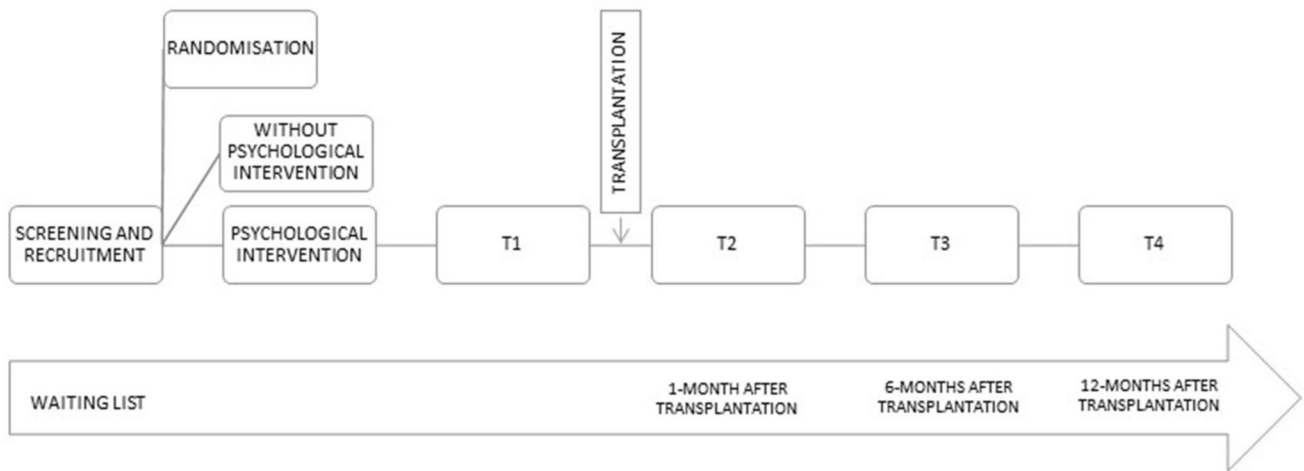 RANDOMISATION
TRANSPLANTATION
WITHOUT
PSYCHOLOGICAL
INTERVENTION
SCREENING AND
RECRUITMENT
PSYCHOLOGICAL
INTERVENTION
T1
T2
T3
T4
WAITING LIST
1-MONTH AFTER
TRANSPLANTATION
6-MONTHS AFTER
TRANSPLANTATION
12-MONTHS AFTER
TRANSPLANTATION